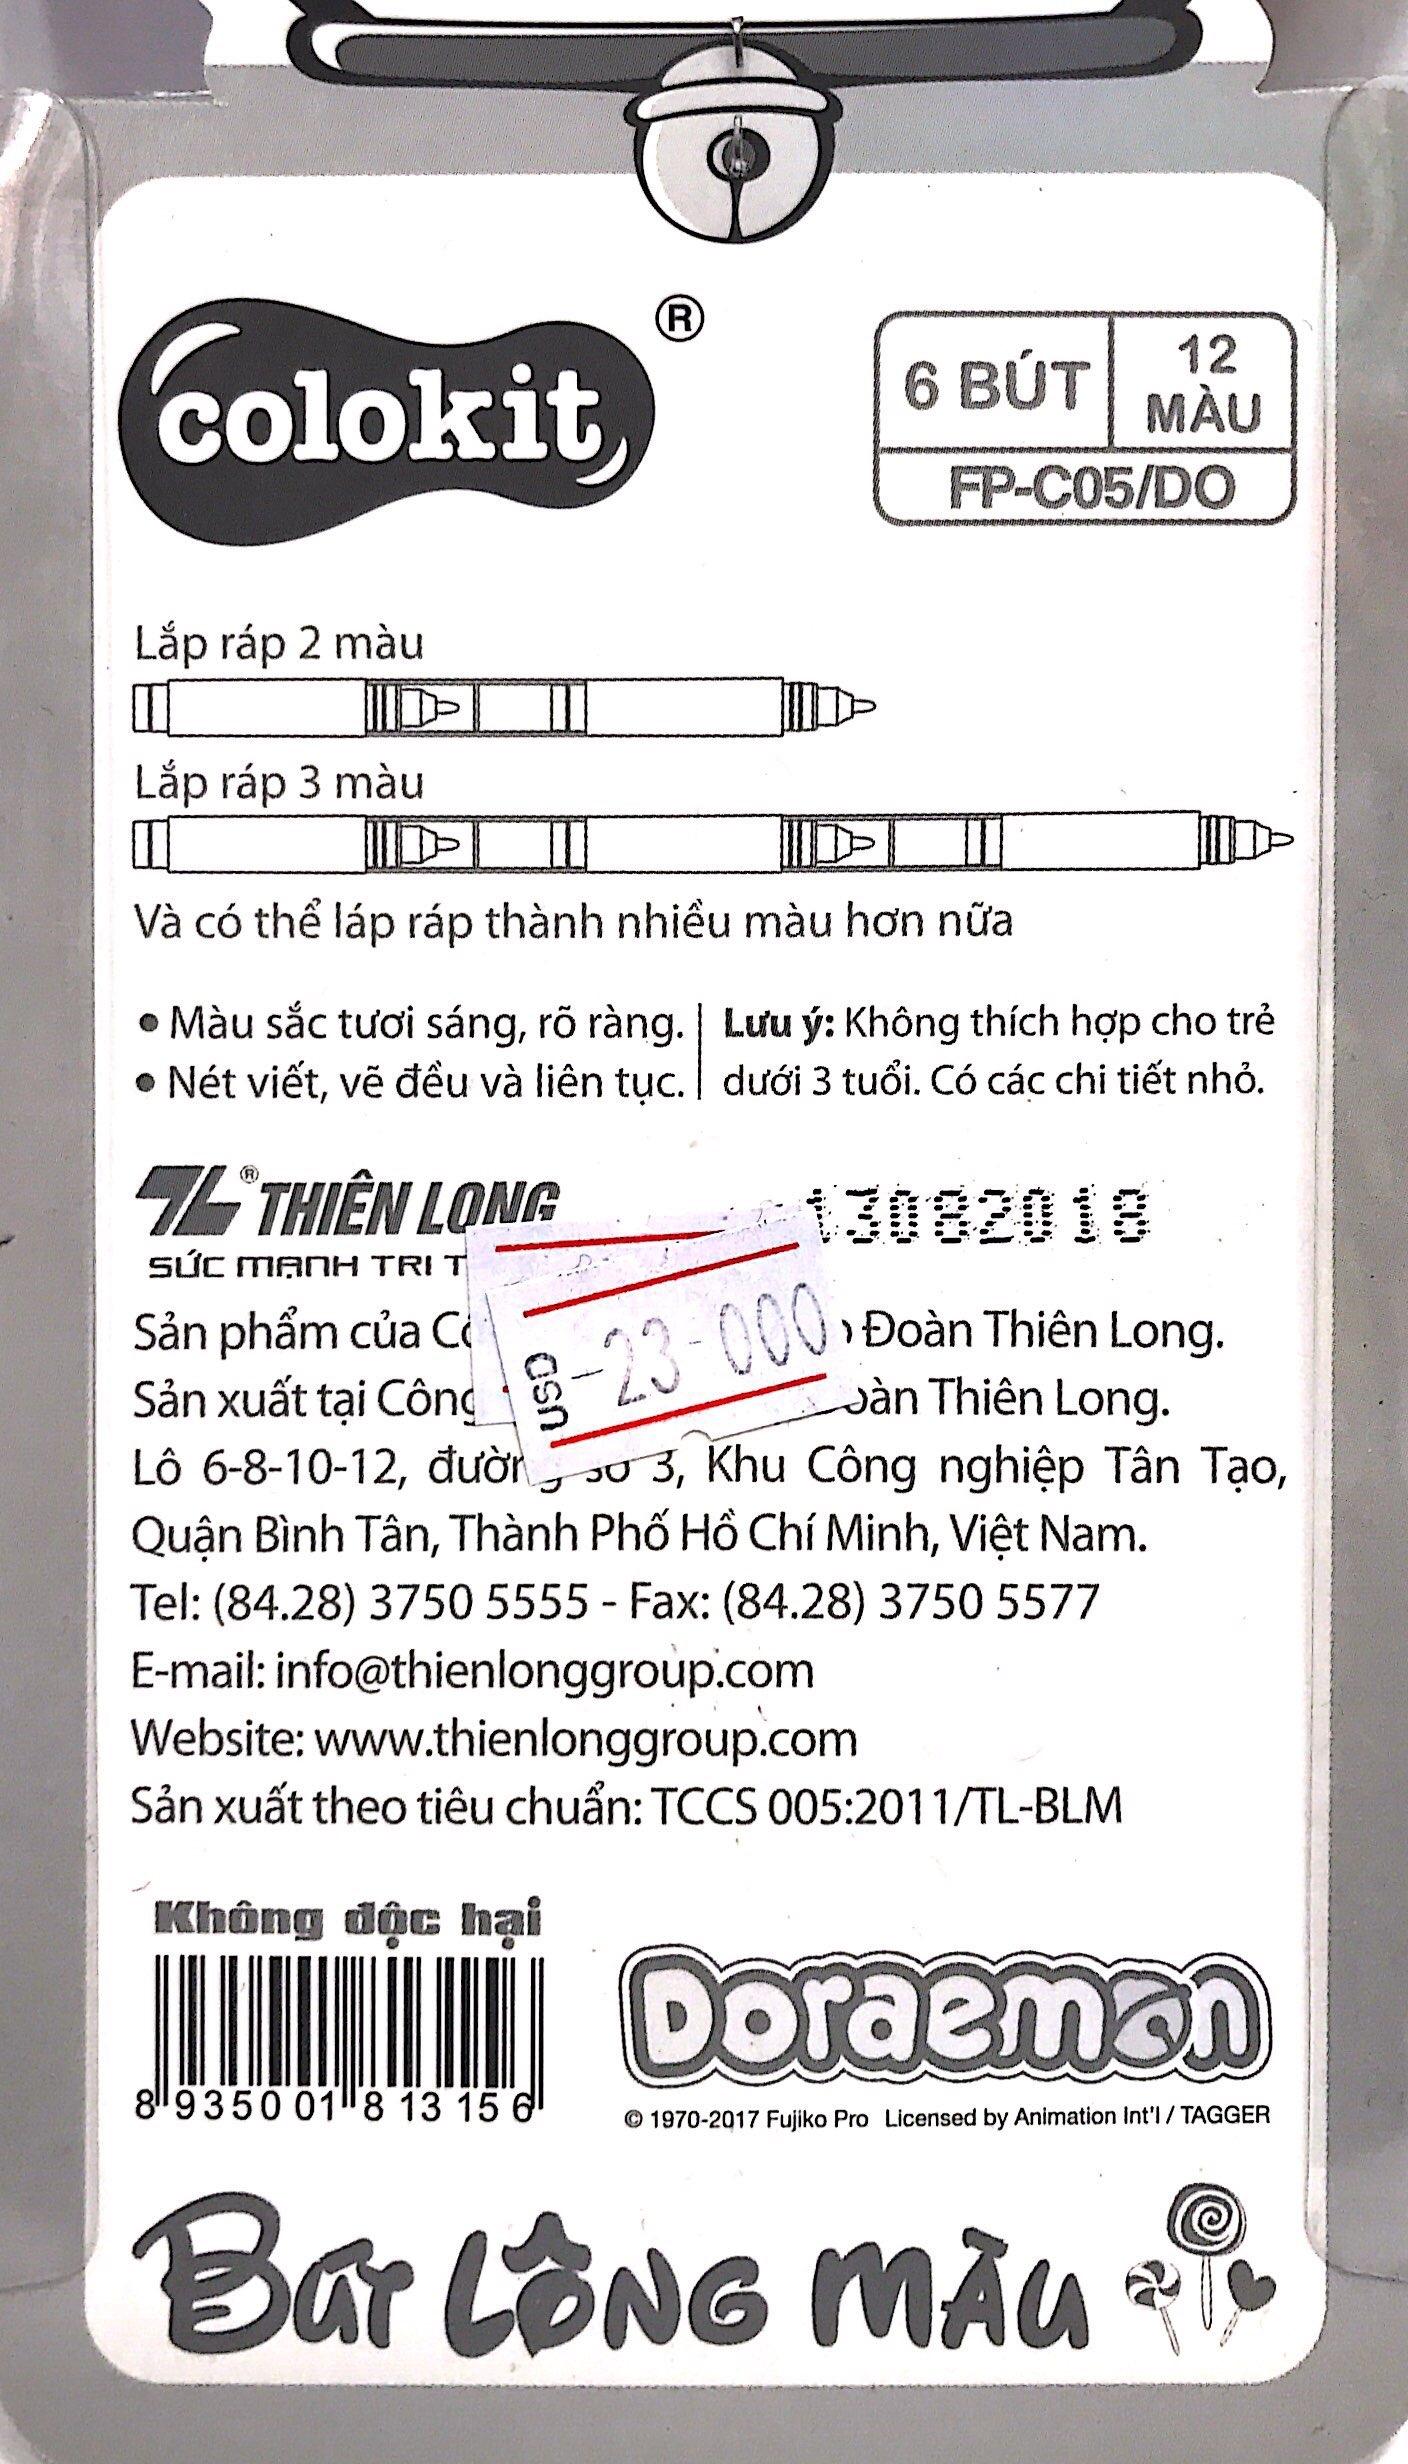 colokit ®
6 BÚT
12 MÀU
FP-C05/DO
Lắp ráp 2 màu
Lắp ráp 3 màu
Và có thể láp ráp thành nhiều màu hơn nữa
• Màu sắc tươi sáng, rõ ràng.
• Nét viết, vẽ đều và liên tục.
Lưu ý: Không thích hợp cho trẻ
dưới 3 tuổi. Có các chi tiết nhỏ.
® THIÊN LONG
13082018
SỨC MẠNH TRI
Sản phẩm của Đoàn Thiên Long.
USD -23-000
Sản xuất tại Công Thiên Long.
Lô 6-8-10-12, đường số 3, Khu Công nghiệp Tân Tạo,
Quận Bình Tân, Thành Phố Hồ Chí Minh, Việt Nam.
Tel: (84.28) 3750 5555 - Fax: (84.28) 3750 5577
E-mail: info@thienlonggroup.com
Website: www.thienlonggroup.com
Sản xuất theo tiêu chuẩn: TCCS 005:2011/TL-BLM
Không độc hại
8 935001 813156
Doraemon
© 1970-2017 Fujiko Pro Licensed by Animation Int'l / TAGGER
BÚT LÔNG MÀU